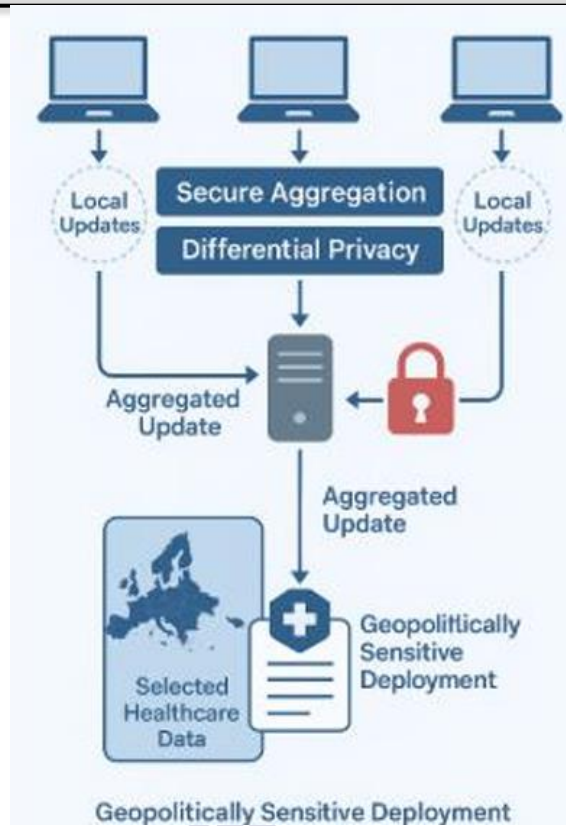 Local
Updates
Secure Aggregation
Differential Privacy
Local
Updates
Aggregated
Update
Aggregated
Update
Selected
Healthcare
Data
Geopolitlically
Sensitive
Deployment
Geopolitically Sensitive Deployment